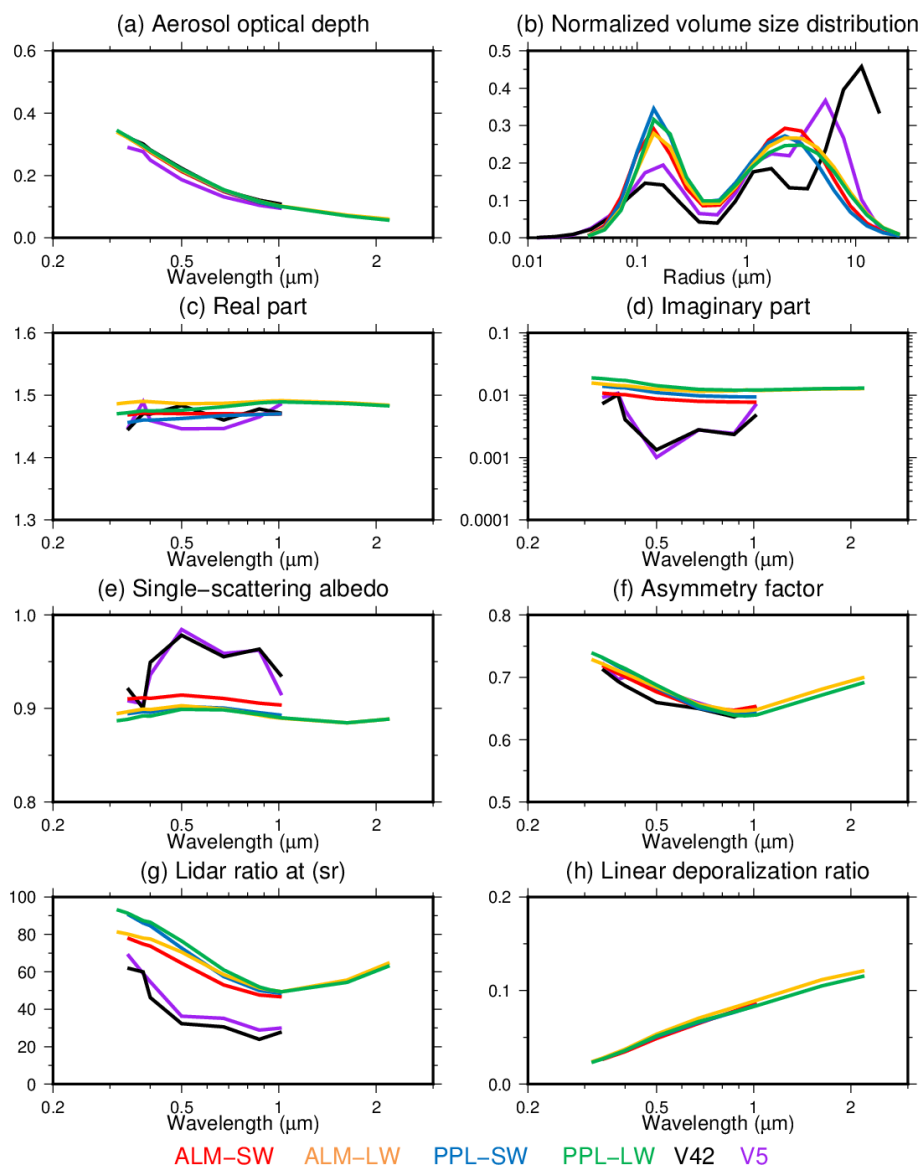 (a) Aerosol optical depth
0.6
0.4
0.2
0.0
0.2 0.5 1 2
Wavelength (μm)
(b) Normalized volume size distribution
0.5
0.4
0.3
0.2
0.1
0.0
0.01 0.1 1 10
Radius (μm)
(c) Real part
1.6
1.5
1.4
1.3
0.2 0.5 1 2
Wavelength (μm)
(d) Imaginary part
0.1
0.01
0.001
0.0001
0.2 0.5 1 2
Wavelength (μm)
(e) Single−scattering albedo
1.0
0.9
0.8
0.2 0.5 1 2
Wavelength (μm)
(f) Asymmetry factor
0.8
0.7
0.6
0.5
0.2 0.5 1 2
Wavelength (μm)
(g) Lidar ratio at (sr)
100
80
60
40
20
0
0.2 0.5 1 2
Wavelength (μm)
(h) Linear deporalization ratio
0.2
0.1
0.0
0.2 0.5 1 2
Wavelength (μm)
ALM−SW ALM−LW PPL−SW PPL−LW V42 V5